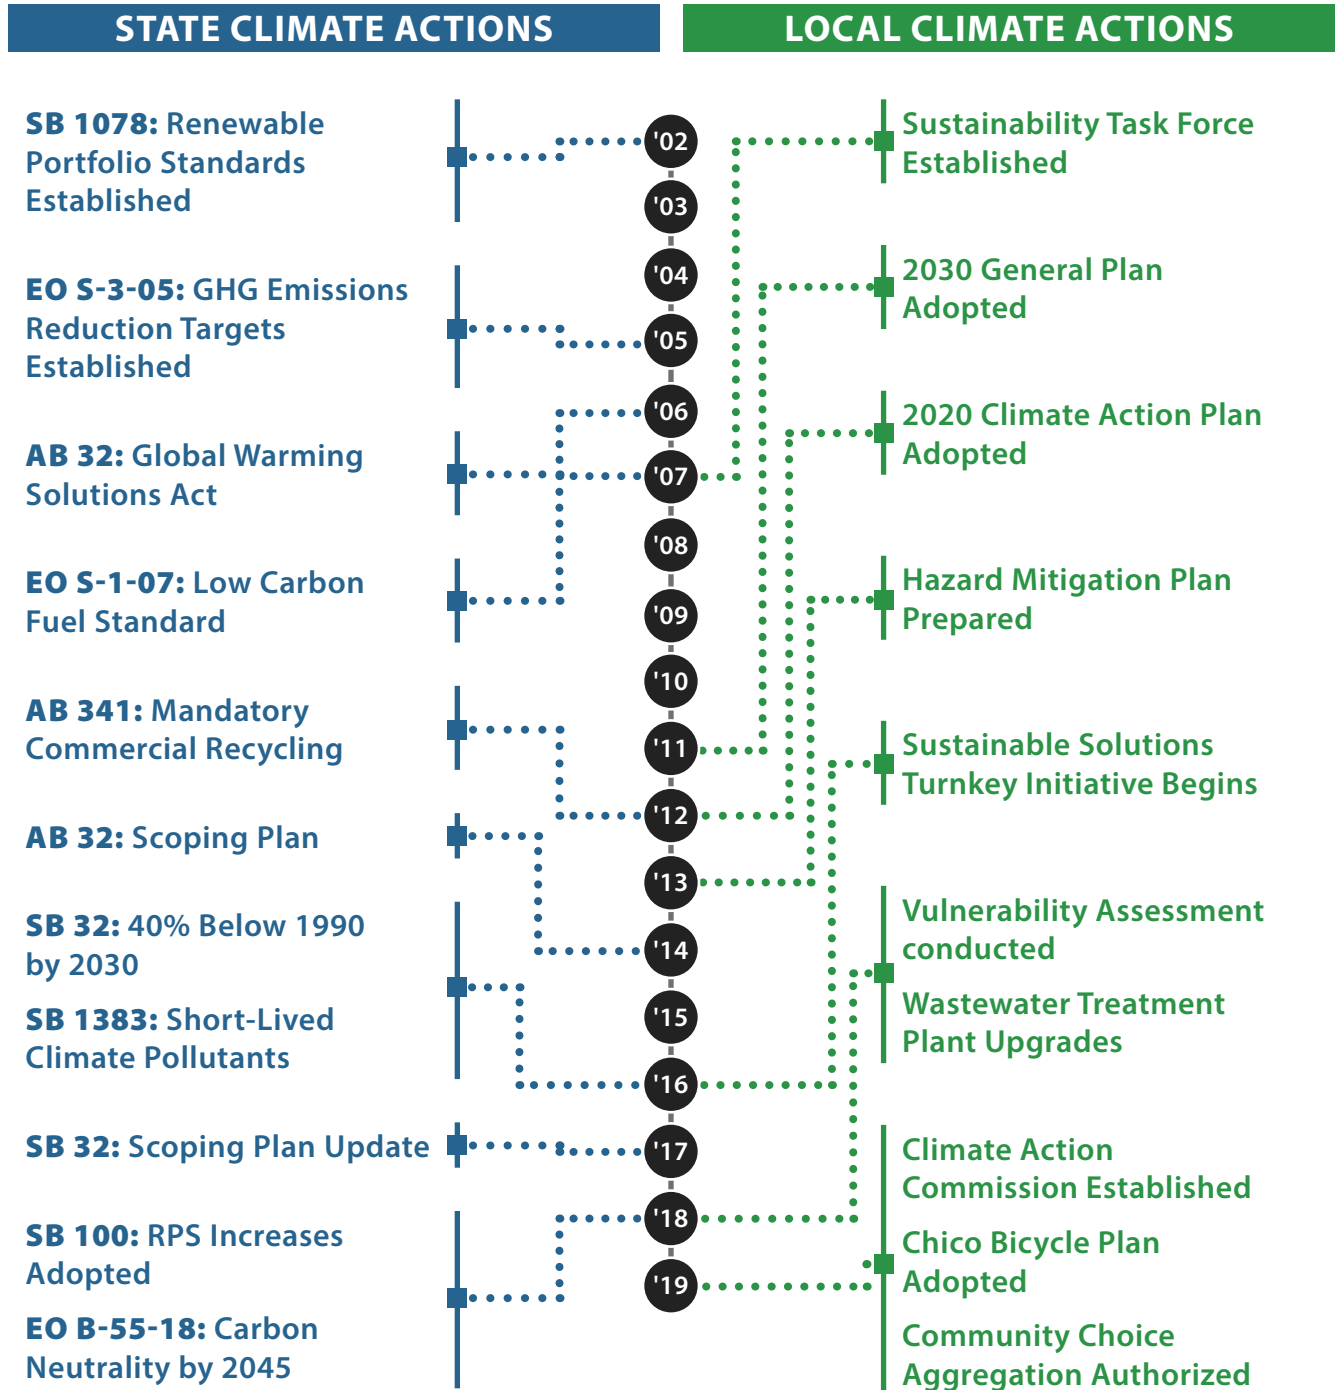 STATE CLIMATE ACTIONS
SB 1078: Renewable
Portfolio Standards
Established
EO S-3-05: GHG Emissions
Reduction Targets
Established
AB 32: Global Warming
Solutions Act
EO S-1-07: Low Carbon
Fuel Standard
AB 341: Mandatory
Commercial Recycling
AB 32: Scoping Plan
SB 32: 40% Below 1990
by 2030
SB 1383: Short-Lived
Climate Pollutants
SB 32: Scoping Plan Update
SB 100: RPS Increases
Adopted
EO B-55-18: Carbon
Neutrality by 2045
'02
'03
'04
'05
'06
'07
'08
'09
'10
'11
'12
'13
'14
'15
'16
'17
'18
'19
LOCAL CLIMATE ACTIONS
Sustainability Task Force
Established
2030 General Plan
Adopted
2020 Climate Action Plan
Adopted
Hazard Mitigation Plan
Prepared
Sustainable Solutions
Turnkey Initiative Begins
Vulnerability Assessment
conducted
Wastewater Treatment
Plant Upgrades
Climate Action
Commission Established
Chico Bicycle Plan
Adopted
Community Choice
Aggregation Authorized